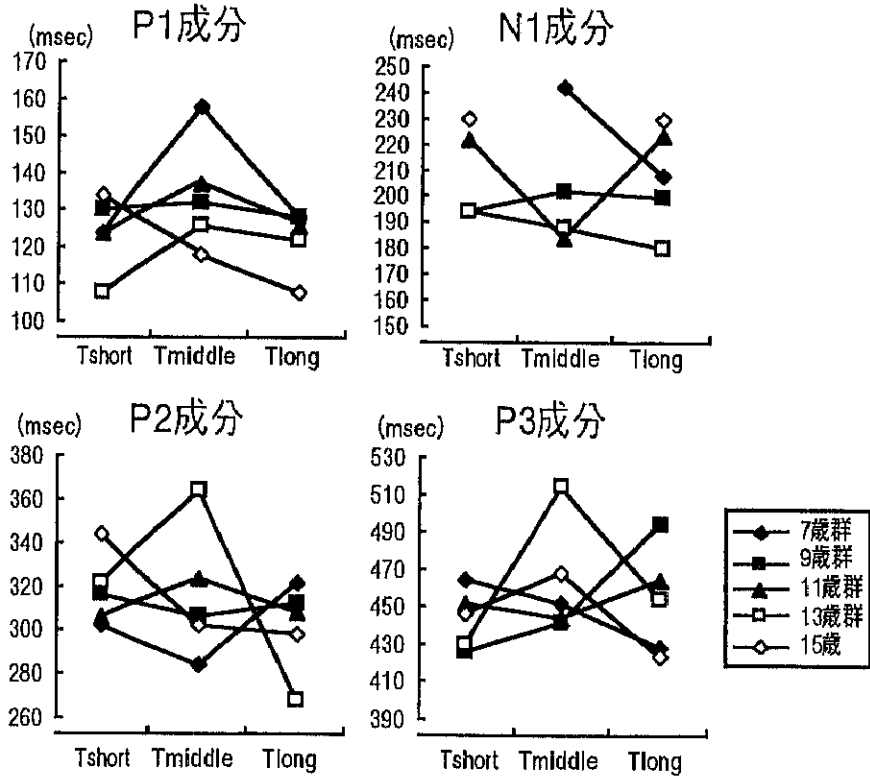 P1成分
(msec)
170
160
150
140
130
120
110
100
Tshort Tmiddle Tlong
N1成分
(msec)
250
240
230
220
210
200
190
180
170
160
150
Tshort Tmiddle Tlong
P2成分
(msec)
380
360
340
320
300
280
260
Tshort Tmiddle Tlong
P3成分
(msec)
530
510
490
470
450
430
410
390
Tshort Tmiddle Tlong
7歳群
9歳群
11歳群
13歳群
15歳